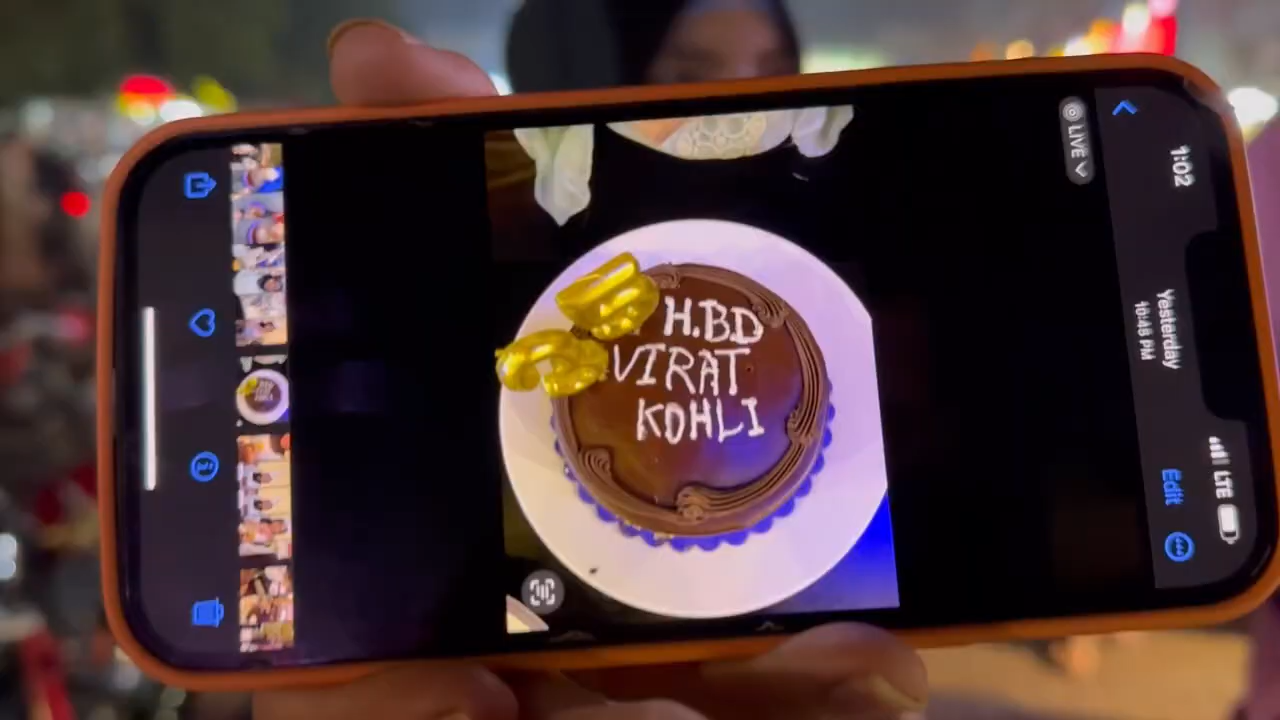 H.BD
VIRAT
KOHLI
LIVE
1:02
Yesterday
10:48 PM
LTE
Edit